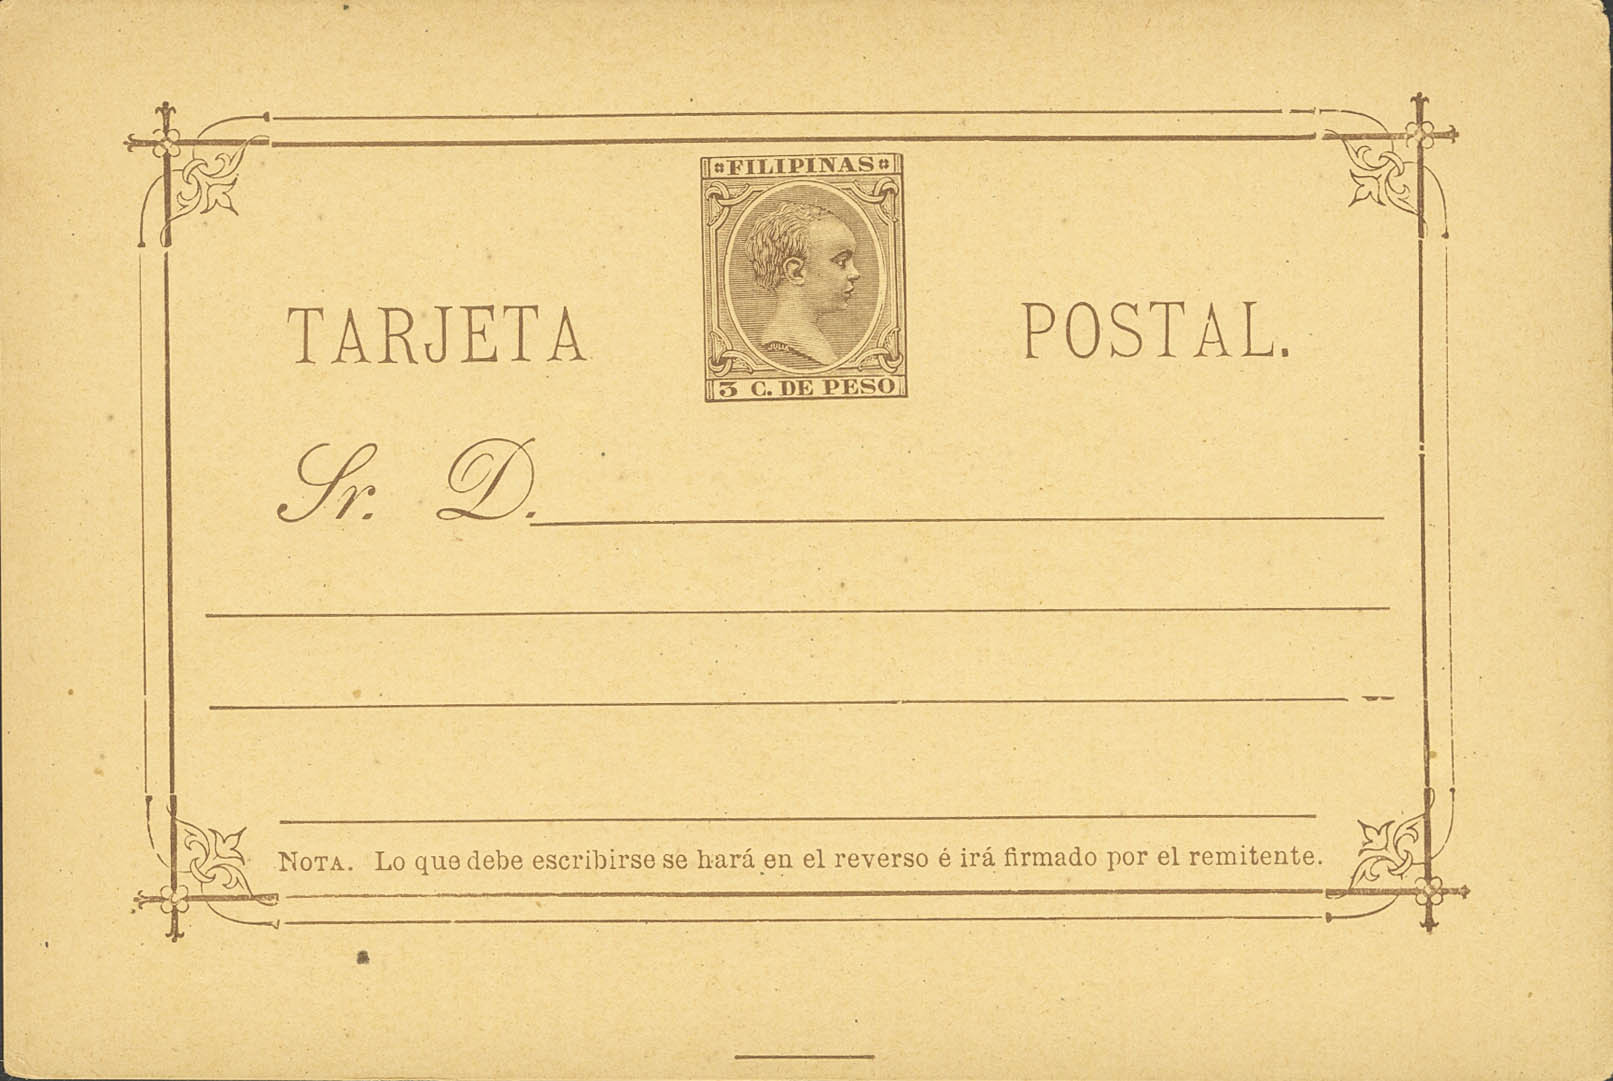 FILIPINAS
TARJETA POSTAL.
JULIA
3 C. DE PESO
Sr. D.
NOTA. Lo que debe escribirse se hará en el reverso é irá firmado por el remitente.